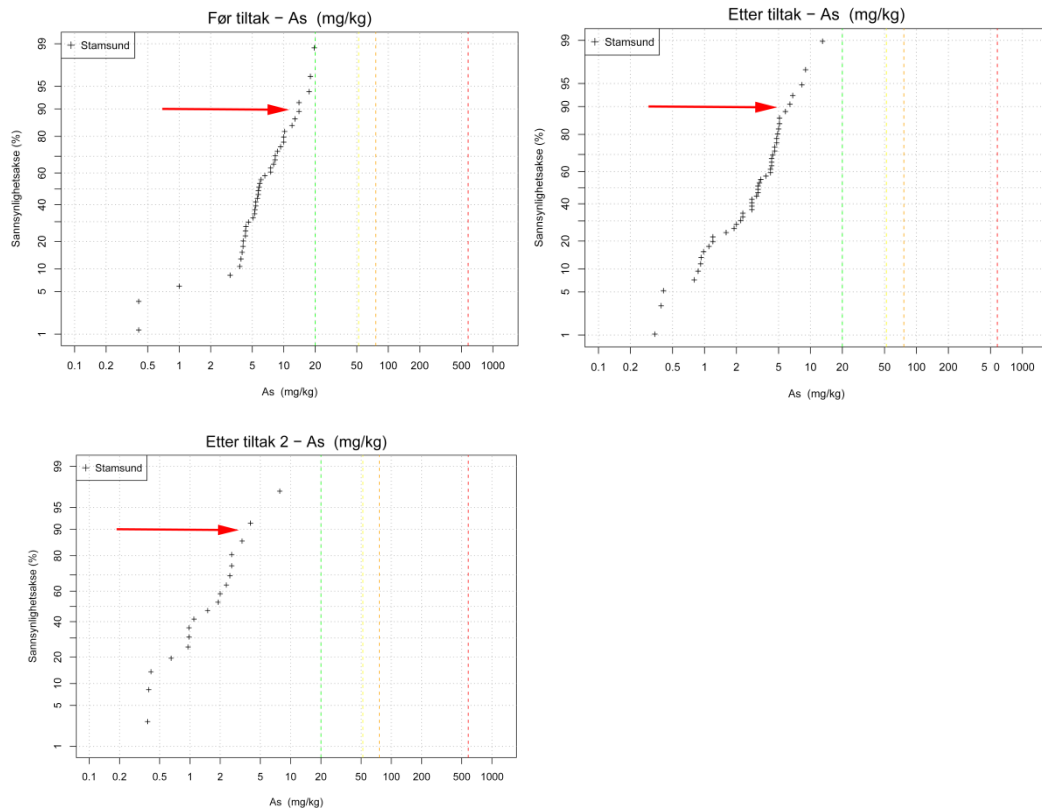 Før tiltak − As (mg/kg)
+ Stamsund
Sannsynlighetsakse (%)
99
95
90
80
60
40
20
10
5
1
0.1 0.2 0.5 1 2 5 10 20 50 100 200 500 1000
As (mg/kg)
Etter tiltak − As (mg/kg)
+ Stamsund
Sannsynlighetsakse (%)
99
95
90
80
60
40
20
10
5
1
0.1 0.2 0.5 1 2 5 10 20 50 100 200 5 0 1000
As (mg/kg)
Etter tiltak 2 − As (mg/kg)
+ Stamsund
Sannsynlighetsakse (%)
99
95
90
80
60
40
20
10
5
1
0.1 0.2 0.5 1 2 5 10 20 50 100 200 500 1000
As (mg/kg)